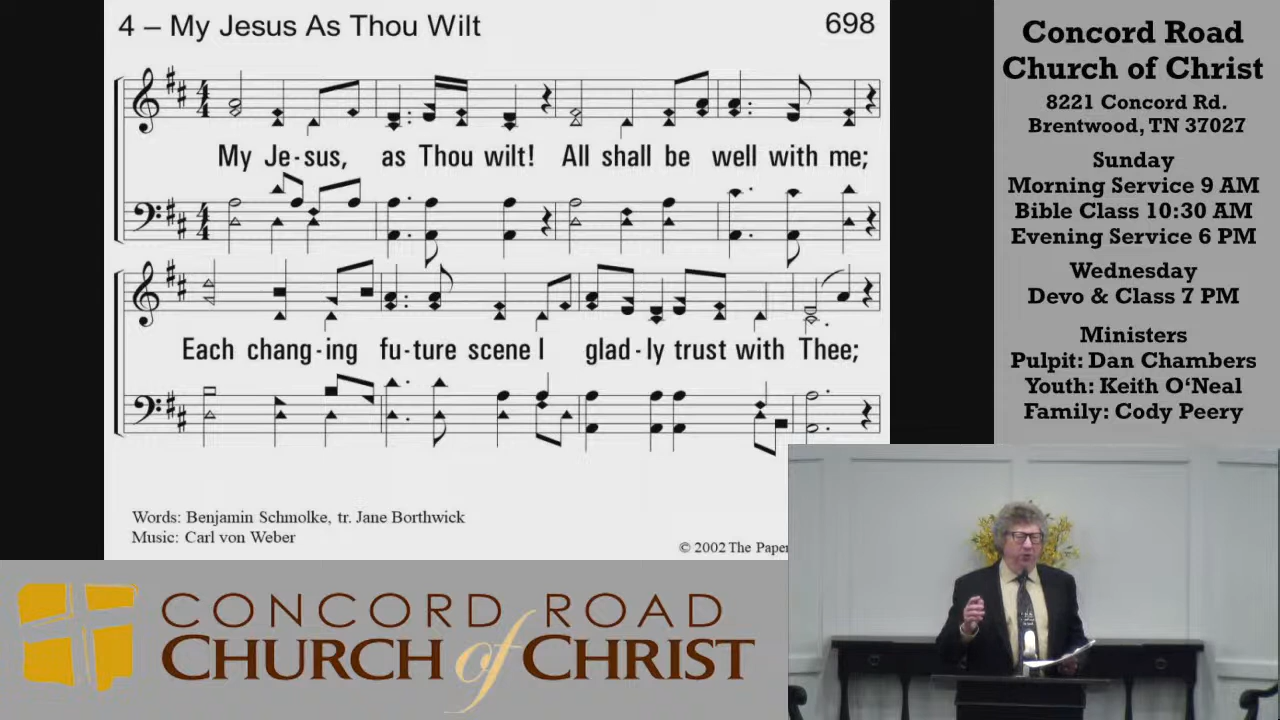 4 – My Jesus As Thou Wilt
698
My Je-sus, as Thou wilt! All shall be well with me;
Each chang-ing fu-ture scene I glad-ly trust with Thee;
Words: Benjamin Schmolke, tr. Jane Borthwick
Music: Carl von Weber
© 2002 The Paper
Concord Road
Church of Christ
8221 Concord Rd.
Brentwood, TN 37027
Sunday
Morning Service 9 AM
Bible Class 10:30 AM
Evening Service 6 PM
Wednesday
Devo & Class 7 PM
Ministers
Pulpit: Dan Chambers
Youth: Keith O‘Neal
Family: Cody Peery
CONCORD ROAD
CHURCH of CHRIST